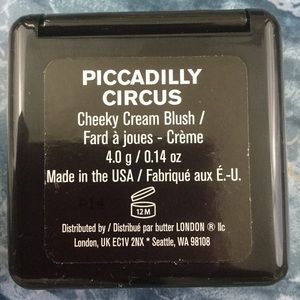 PICCADILLY
CIRCUS
Cheeky Cream Blush /
Fard à joues - Crème
4.0 g / 0.14 oz
Made in the USA / Fabriqué aux É.-U.
12 M
Distributed by / Distribué par butter LONDON ® llc
London, UK EC1V 2NX * Seattle, WA 98108